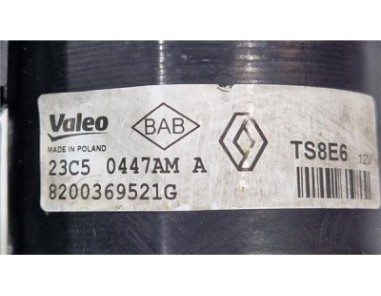 Valeo
BAB
MADE IN POLAND
TS8E6 12V
23C5 0447AM A
8200369521G